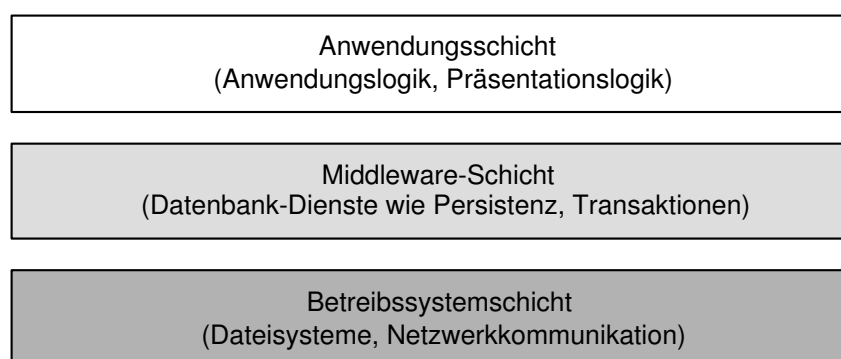 Anwendungsschicht
(Anwendungslogik, Präsentationslogik)
Middleware-Schicht
(Datenbank-Dienste wie Persistenz, Transaktionen)
Betreibssystemschicht
(Dateisysteme, Netzwerkkommunikation)